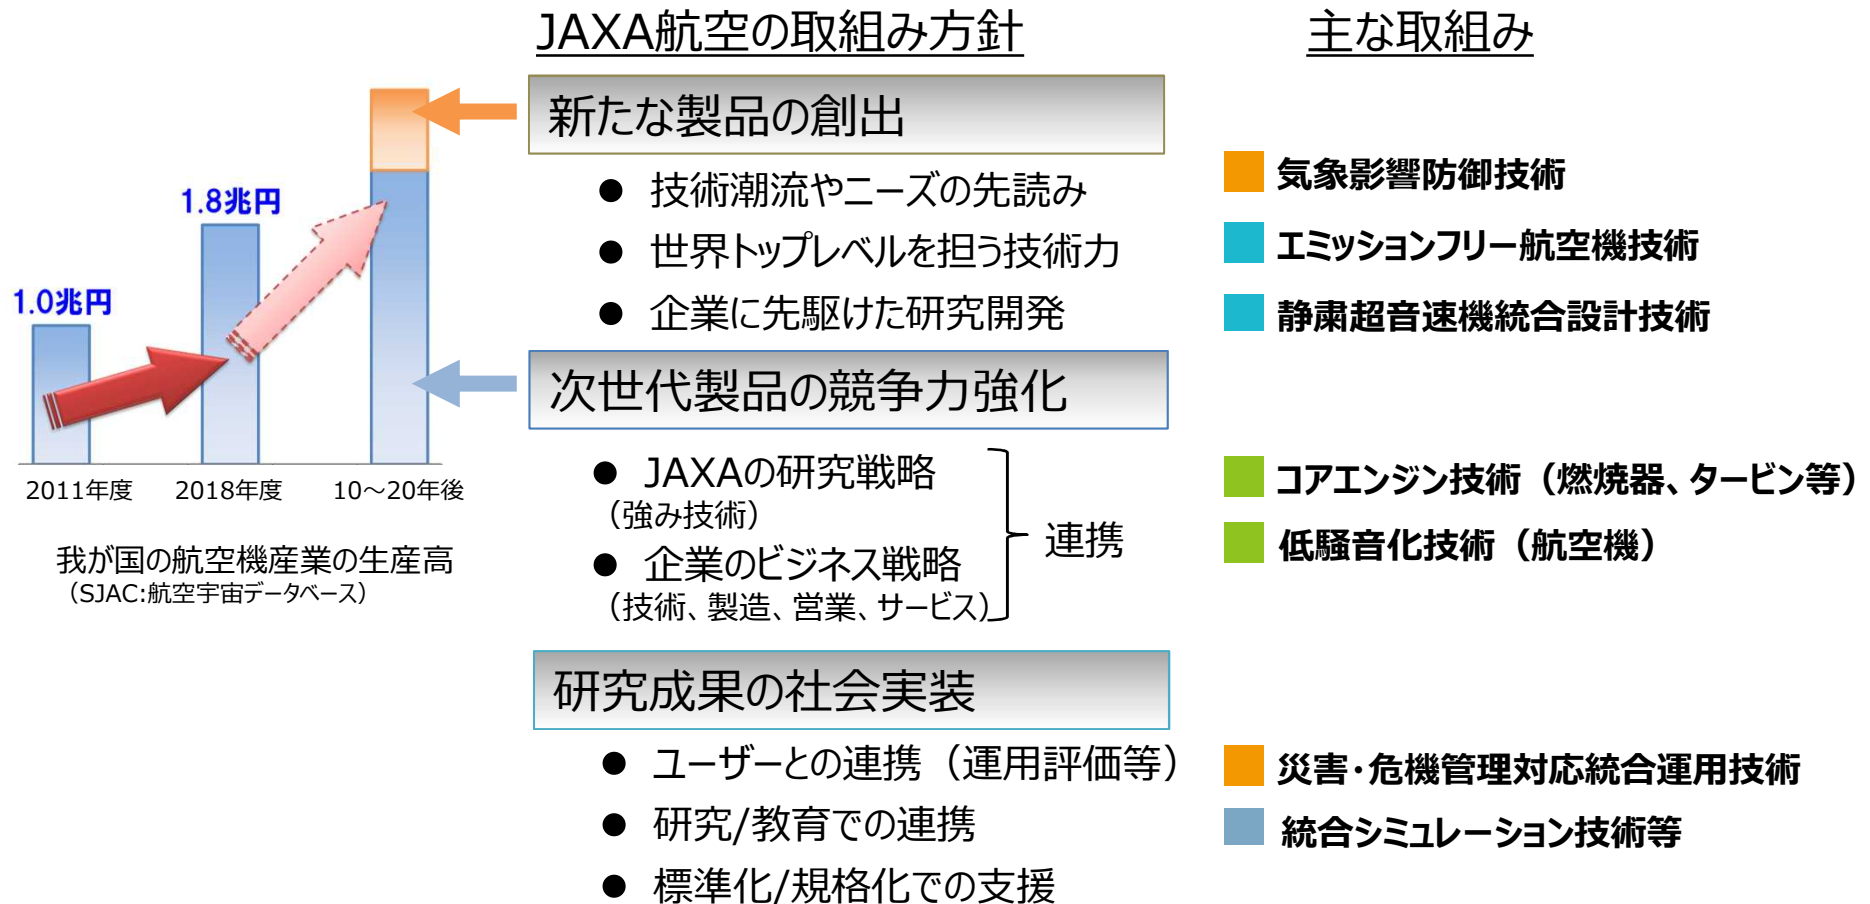 JAXA航空の取組み方針
主な取組み
1.0兆円
1.8兆円
2011年度
2018年度
10～20年後
我が国の航空機産業の生産高
（SJAC:航空宇宙データベース）
新たな製品の創出
● 技術潮流やニーズの先読み
● 世界トップレベルを担う技術力
● 企業に先駆けた研究開発
気象影響防御技術
エミッションフリー航空機技術
静粛超音速機統合設計技術
次世代製品の競争力強化
● JAXAの研究戦略
（強み技術）
● 企業のビジネス戦略
（技術、製造、営業、サービス）
連携
コアエンジン技術（燃焼器、タービン等）
低騒音化技術（航空機）
研究成果の社会実装
● ユーザーとの連携（運用評価等）
● 研究/教育での連携
● 標準化/規格化での支援
災害･危機管理対応統合運用技術
統合シミュレーション技術等